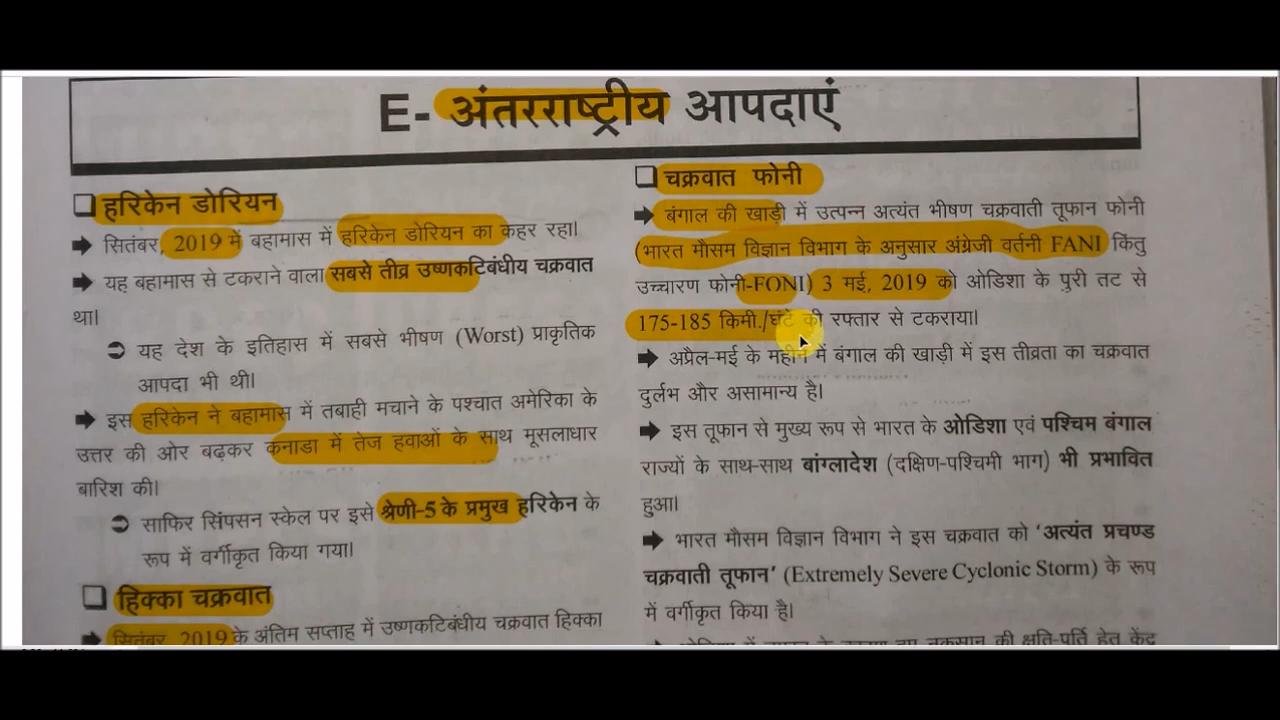 E- अंतरराष्ट्रीय आपदाएं
❑ हरिकेन डोरियन
➡ सितंबर, 2019 में बहामास में हरिकेन डोरियन का कहर रहा।
➡ यह बहामास से टकराने वाला सबसे तीव्र उष्णकटिबंधीय चक्रवात
था।
➲ यह देश के इतिहास में सबसे भीषण (Worst) प्राकृतिक
आपदा भी थी।
➡ इस हरिकेन ने बहामास में तबाही मचाने के पश्चात अमेरिका के
उत्तर की ओर बढ़कर कनाडा में तेज हवाओं के साथ मूसलाधार
बारिश की।
➲ साफिर सिंपसन स्केल पर इसे श्रेणी-5 के प्रमुख हरिकेन के
रूप में वर्गीकृत किया गया।
❑ हिक्का चक्रवात
➡ सितंबर, 2019 के अंतिम सप्ताह में उष्णकटिबंधीय चक्रवात हिक्का
❑ चक्रवात फोनी
➡ बंगाल की खाड़ी में उत्पन्न अत्यंत भीषण चक्रवाती तूफान फोनी
(भारत मौसम विज्ञान विभाग के अनुसार अंग्रेजी वर्तनी FANI किंतु
उच्चारण फोनी-FONI) 3 मई, 2019 को ओडिशा के पुरी तट से
175-185 किमी./घंटे की रफ्तार से टकराया।
➡ अप्रैल-मई के महीने में बंगाल की खाड़ी में इस तीव्रता का चक्रवात
दुर्लभ और असामान्य है।
➡ इस तूफान से मुख्य रूप से भारत के ओडिशा एवं पश्चिम बंगाल
राज्यों के साथ-साथ बांग्लादेश (दक्षिण-पश्चिमी भाग) भी प्रभावित
हुआ।
➡ भारत मौसम विज्ञान विभाग ने इस चक्रवात को 'अत्यंत प्रचण्ड
चक्रवाती तूफान' (Extremely Severe Cyclonic Storm) के रूप
में वर्गीकृत किया है।
की क्षति-पूर्ति हेतु केंद्र